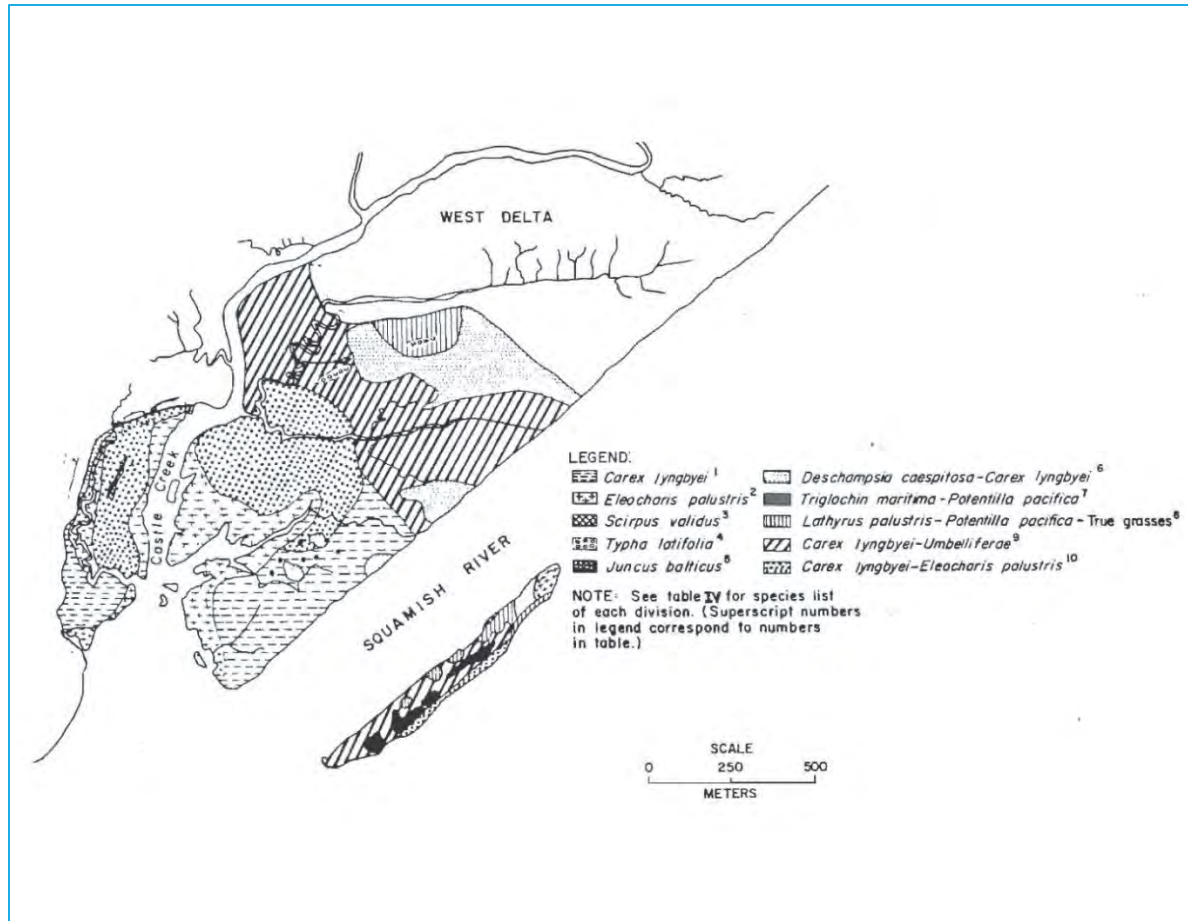 WEST DELTA
Castle Creek
SQUAMISH RIVER
LEGEND:
Carex lyngbyei 1
Eleocharis palustris 2
Scirpus validus 3
Typha latifolia 4
Juncus balticus 5
Deschampsia caespitosa-Carex lyngbyei 6
Triglochin maritima-Potentilla pacifica 7
Lathyrus palustris-Potentilla pacifica-True grasses 8
Carex lyngbyei-Umbelliferae 9
Carex lyngbyei-Eleocharis palustris 10
NOTE: See table IV for species list
of each division. (Superscript numbers
in legend correspond to numbers
in table.)
SCALE
0 250 500
METERS